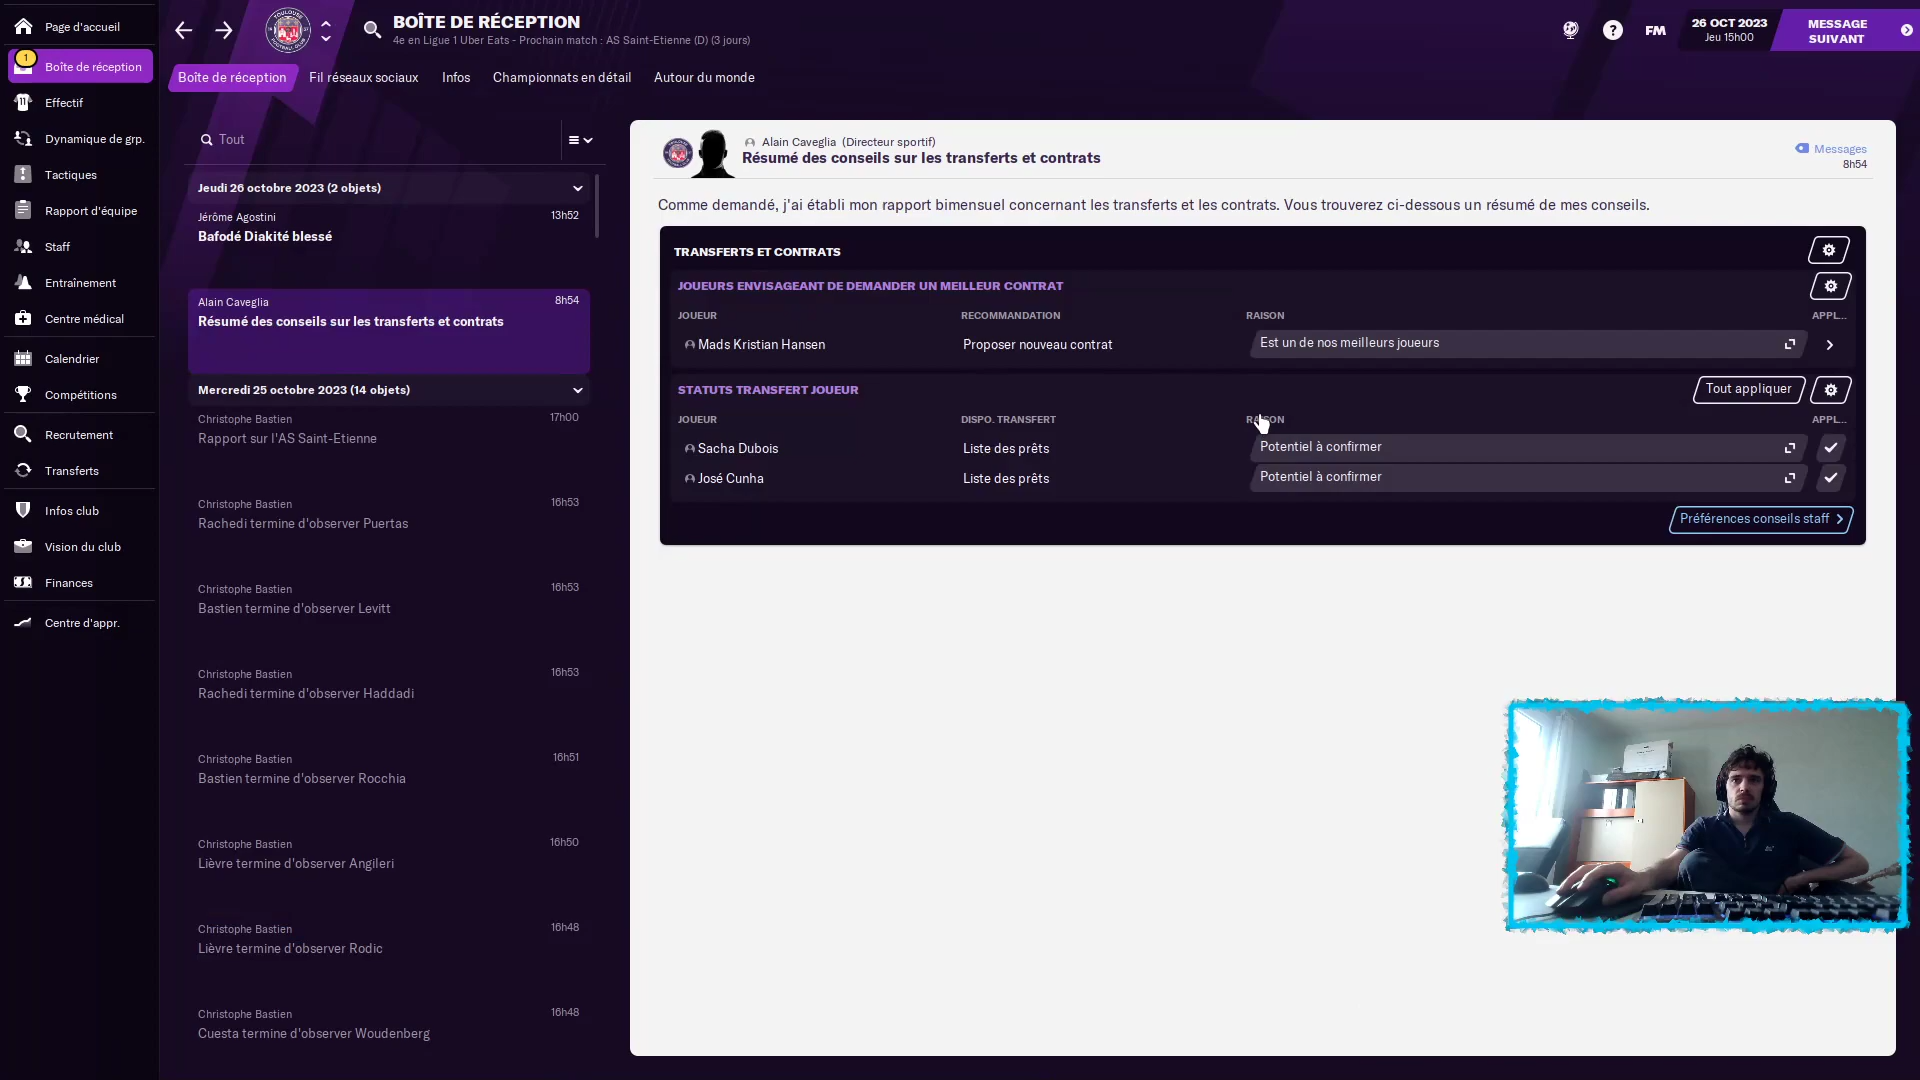 Page d'accueil
1
Boîte de réception
Effectif
Dynamique de grp.
Tactiques
Rapport d'équipe
Staff
Entraînement
Centre médical
Calendrier
Compétitions
Recrutement
Transferts
Infos club
Vision du club
Finances
Centre d'appr.
BOÎTE DE RÉCEPTION
4e en Ligue 1 Uber Eats - Prochain match : AS Saint-Etienne (D) (3 jours)
FM
26 OCT 2023
Jeu 15h00
MESSAGE
SUIVANT
Boîte de réception Fil réseaux sociaux Infos Championnats en détail Autour du monde
Tout
Jeudi 26 octobre 2023 (2 objets)
Jérôme Agostini 13h52
Bafodé Diakité blessé
Alain Caveglia 8h54
Résumé des conseils sur les transferts et contrats
Mercredi 25 octobre 2023 (14 objets)
Christophe Bastien 17h00
Rapport sur l'AS Saint-Etienne
Christophe Bastien 16h53
Rachedi termine d'observer Puertas
Christophe Bastien 16h53
Bastien termine d'observer Levitt
Christophe Bastien 16h53
Rachedi termine d'observer Haddadi
Christophe Bastien 16h51
Bastien termine d'observer Rocchia
Christophe Bastien 16h50
Lièvre termine d'observer Angileri
Christophe Bastien 16h48
Lièvre termine d'observer Rodic
Christophe Bastien 16h48
Cuesta termine d'observer Woudenberg
Alain Caveglia (Directeur sportif)
Résumé des conseils sur les transferts et contrats
Messages
8h54
Comme demandé, j'ai établi mon rapport bimensuel concernant les transferts et les contrats. Vous trouverez ci-dessous un résumé de mes conseils.
TRANSFERTS ET CONTRATS
JOUEURS ENVISAGEANT DE DEMANDER UN MEILLEUR CONTRAT
JOUEUR RECOMMANDATION RAISON APPL...
Mads Kristian Hansen Proposer nouveau contrat Est un de nos meilleurs joueurs
STATUTS TRANSFERT JOUEUR Tout appliquer
JOUEUR DISPO. TRANSFERT RAISON APPL...
Sacha Dubois Liste des prêts Potentiel à confirmer
José Cunha Liste des prêts Potentiel à confirmer
Préférences conseils staff